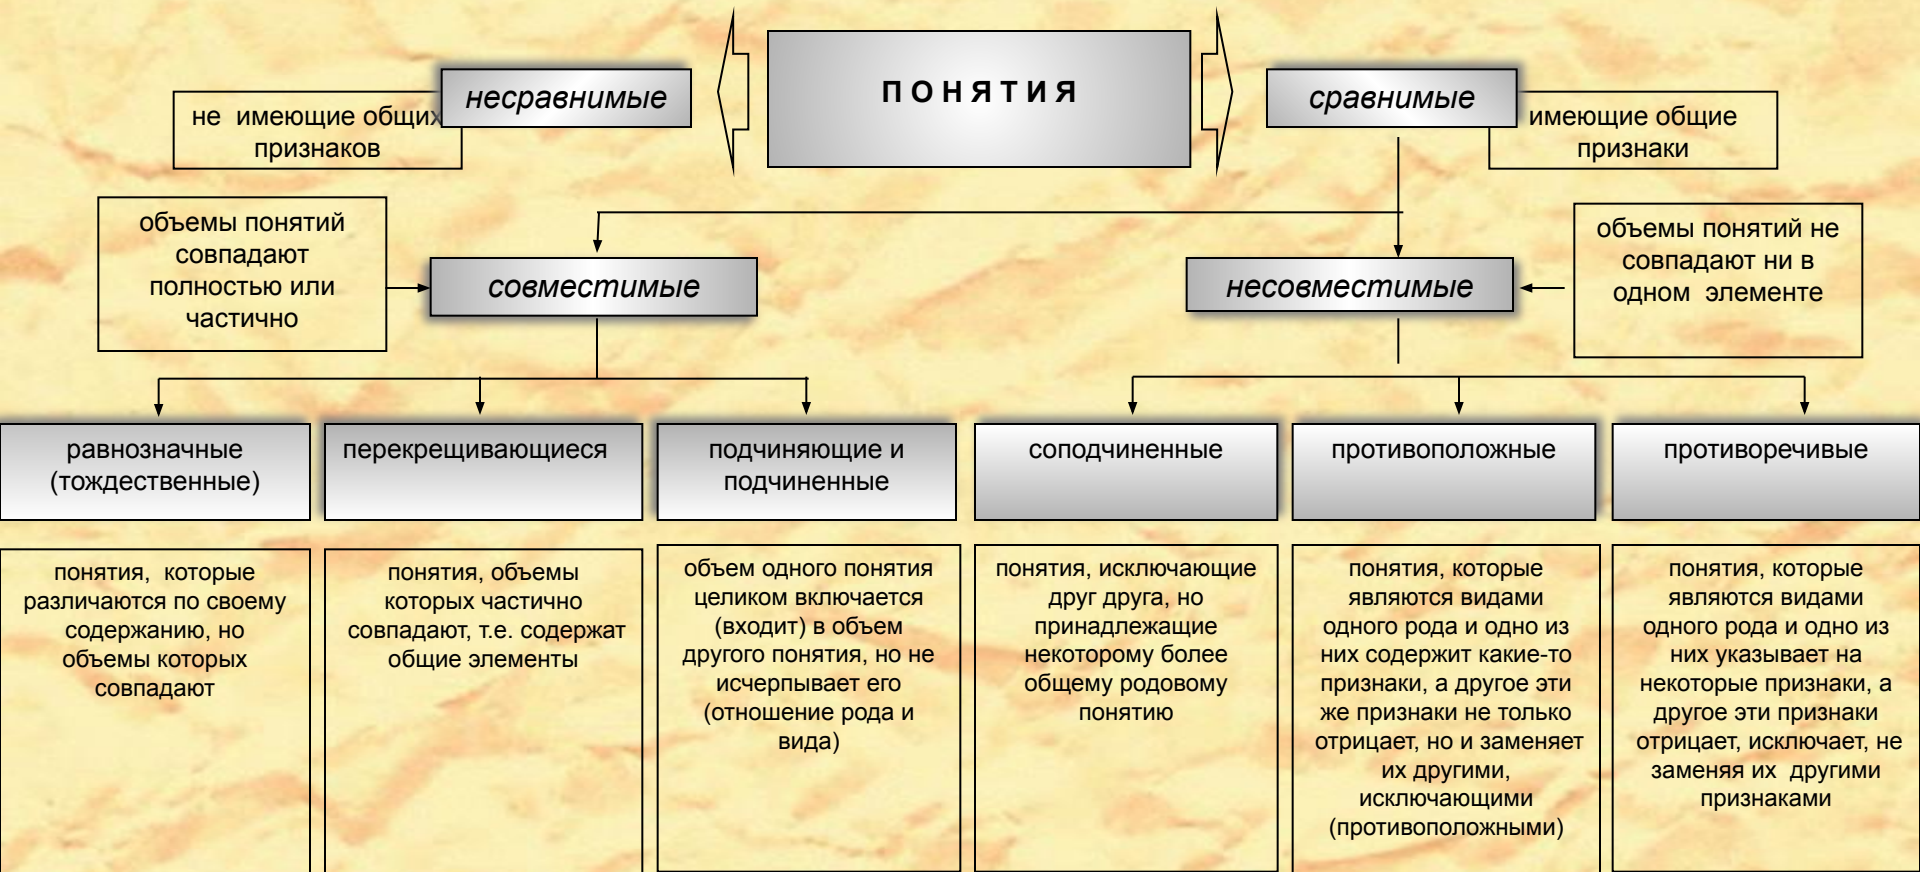 ПОНЯТИЯ
несравнимые
не имеющие общих
признаков
сравнимые
имеющие общие
признаки
объемы понятий
совпадают
полностью или
частично
совместимые
несовместимые
объемы понятий не
совпадают ни в
одном элементе
равнозначные
(тождественные)
перекрещивающиеся
подчиняющие и
подчиненные
соподчиненные
противоположные
противоречивые
понятия, которые
различаются по своему
содержанию, но
объемы которых
совпадают
понятия, объемы
которых частично
совпадают, т.е. содержат
общие элементы
объем одного понятия
целиком включается
(входит) в объем
другого понятия, но не
исчерпывает его
(отношение рода и
вида)
понятия, исключающие
друг друга, но
принадлежащие
некоторому более
общему родовому
понятию
понятия, которые
являются видами
одного рода и одно из
них содержит какие-то
признаки, а другое эти
же признаки не только
отрицает, но и заменяет
их другими,
исключающими
(противоположными)
понятия, которые
являются видами
одного рода и одно из
них указывает на
некоторые признаки, а
другое эти признаки
отрицает, исключает, не
заменяя их другими
признаками